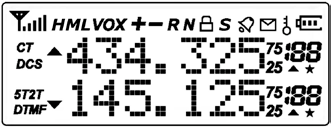 HMLVOX + - R N S
CT 434.325 75 :88
DCS 25
5T2T 145.125 75 :88
DTMF 25